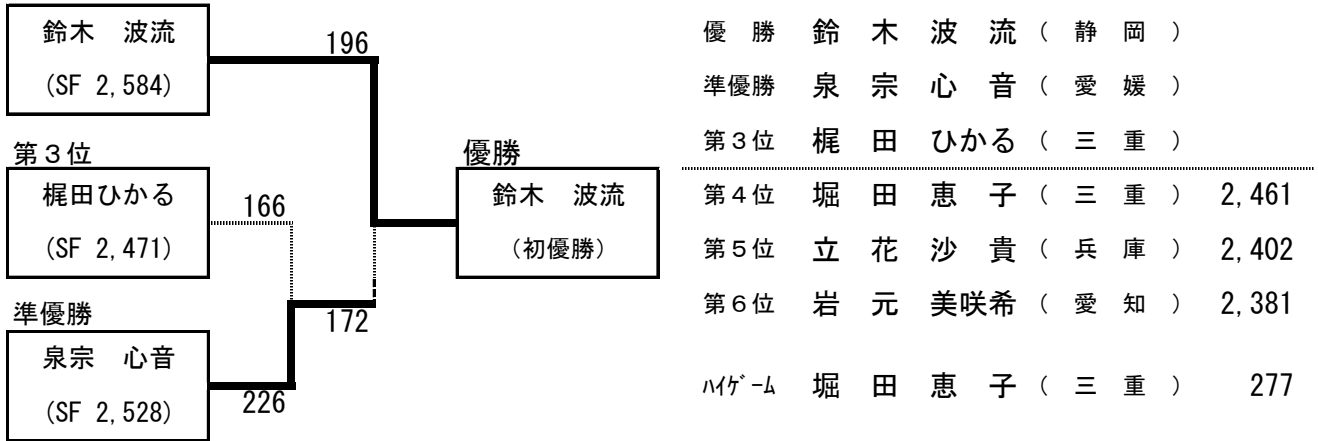 鈴木 波流
(SF 2,584)
196
第３位
梶田ひかる
(SF 2,471)
166
準優勝
泉宗 心音
(SF 2,528)
226
172
優勝
鈴木 波流
(初優勝)
優 勝 鈴 木 波 流 ( 静 岡 )
準優勝 泉 宗 心 音 ( 愛 媛 )
第３位 梶 田 ひかる ( 三 重 )
第４位 堀 田 恵 子 ( 三 重 ) 2,461
第５位 立 花 沙 貴 ( 兵 庫 ) 2,402
第６位 岩 元 美咲希 ( 愛 知 ) 2,381
ﾊｲｹﾞｰﾑ 堀 田 恵 子 ( 三 重 ) 277